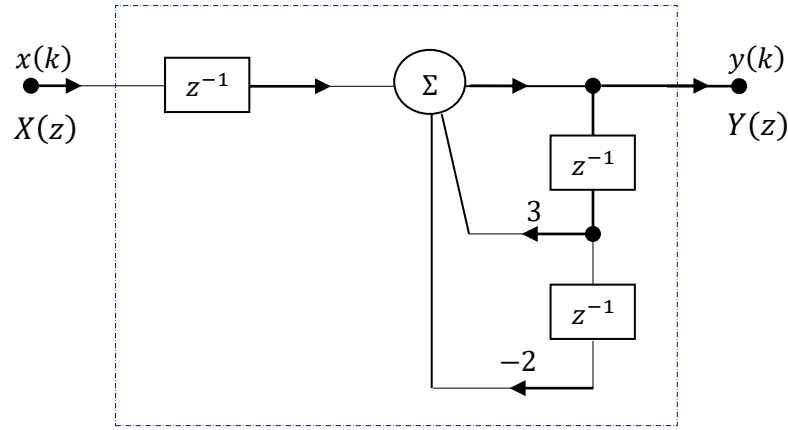 x(k)
y(k)
z⁻¹
Σ
X(z)
Y(z)
z⁻¹
3
z⁻¹
−2